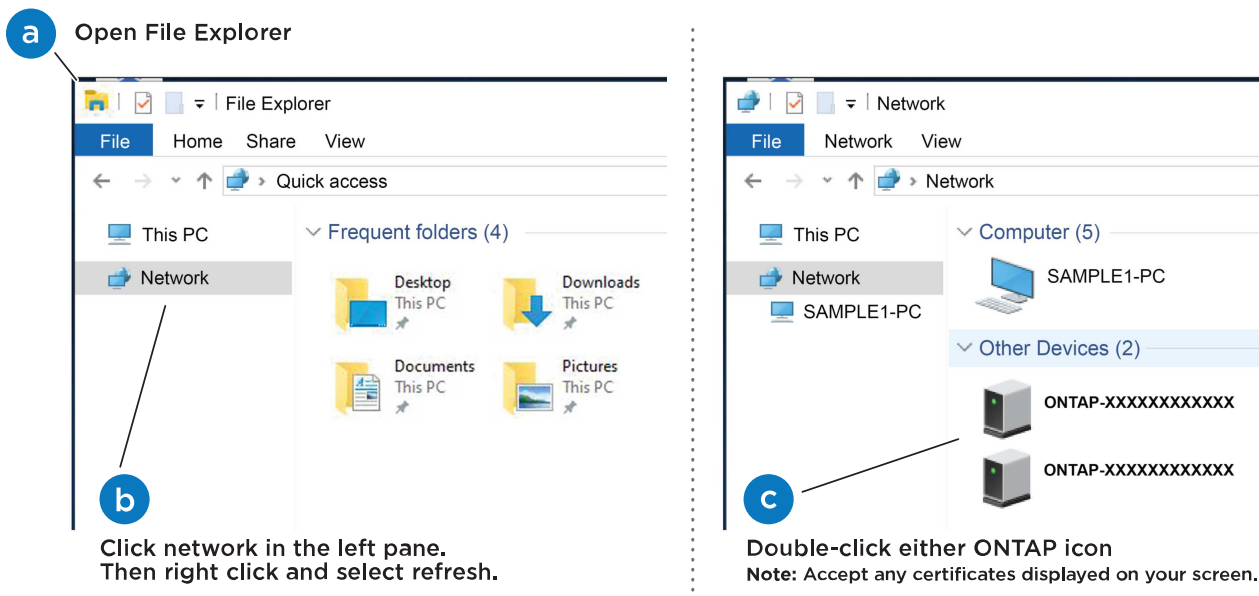 a
Open File Explorer
File Explorer
File Home Share View
Quick access
This PC
Network
Frequent folders (4)
Desktop
This PC
Downloads
This PC
Documents
This PC
Pictures
This PC
b
Click network in the left pane.
Then right click and select refresh.
Network
File Network View
Network
This PC
Network
SAMPLE1-PC
Computer (5)
SAMPLE1-PC
Other Devices (2)
ONTAP-XXXXXXXXXXXX
ONTAP-XXXXXXXXXXXX
c
Double-click either ONTAP icon
Note: Accept any certificates displayed on your screen.